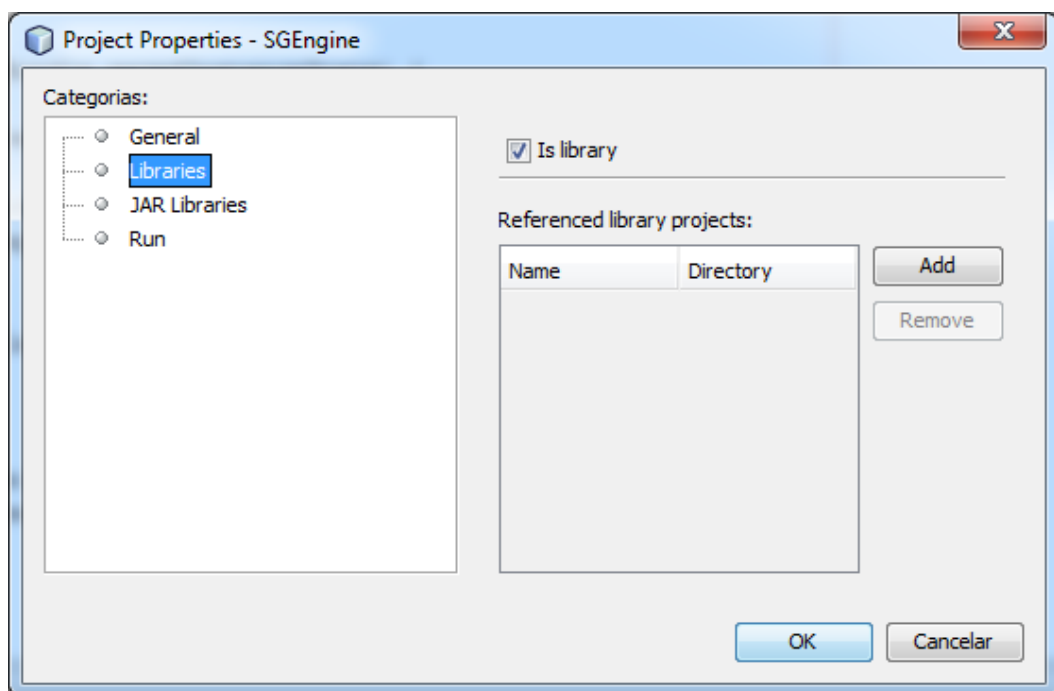 Project Properties - SGEngine
Categorias:
General
Libraries
JAR Libraries
Run
Is library
Referenced library projects:
Name Directory
Add
Remove
OK Cancelar